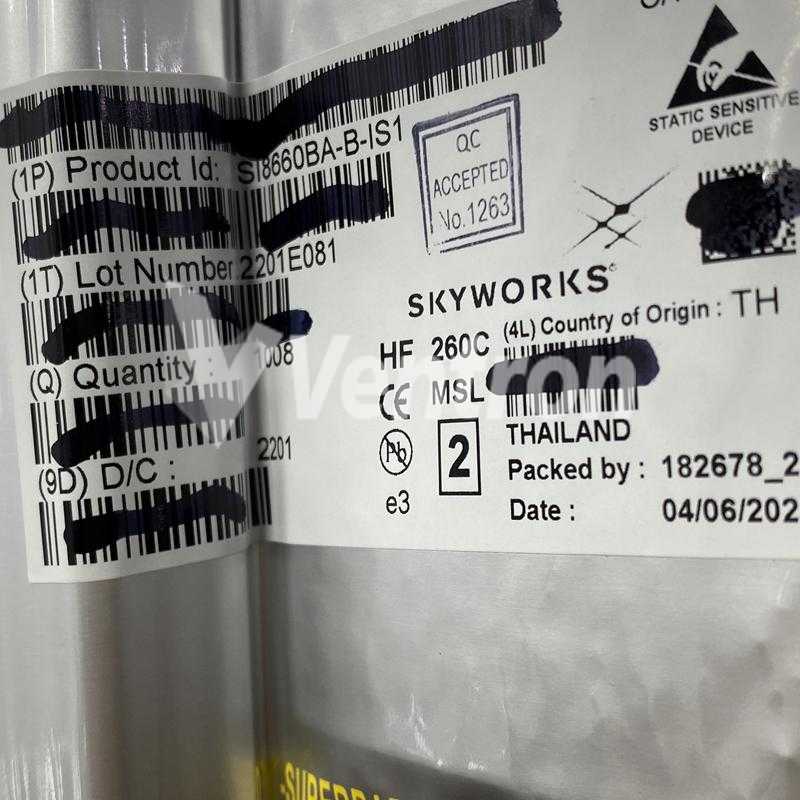 STATIC SENSITIVE
DEVICE
(1P) Product Id: SI8660BA-B-IS1
QC
ACCEPTED
No.1263
(1T) Lot Number 2201E081
SKYWORKS
(Q) Quantity : 1008
HF 260C
(4L) Country of Origin : TH
CE MSL
Ventron
THAILAND
Pb
2
(9D) D/C : 2201
Packed by : 182678_2
e3
Date : 04/06/202